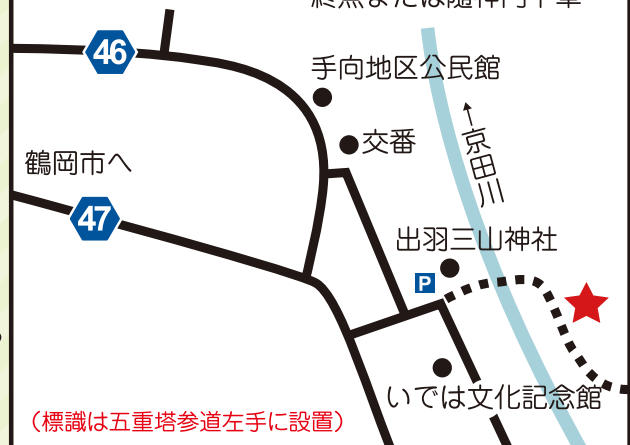 46
手向地区公民館
交番
←京田川
鶴岡市へ
47
出羽三山神社
P
いでは文化記念館
（標識は五重塔参道左手に設置）